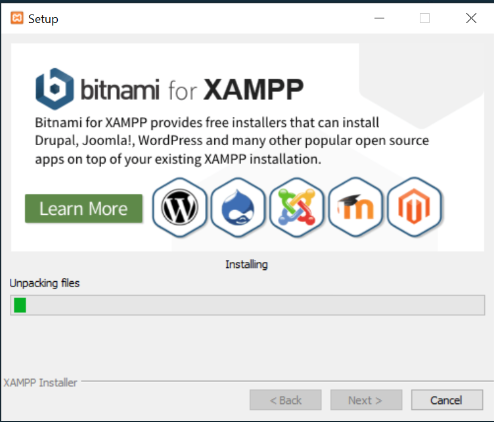 Setup
bitnami for XAMPP
Bitnami for XAMPP provides free installers that can install
Drupal, Joomla!, WordPress and many other popular open source
apps on top of your existing XAMPP installation.
Learn More
Installing
Unpacking files
XAMPP Installer
< Back
Next >
Cancel